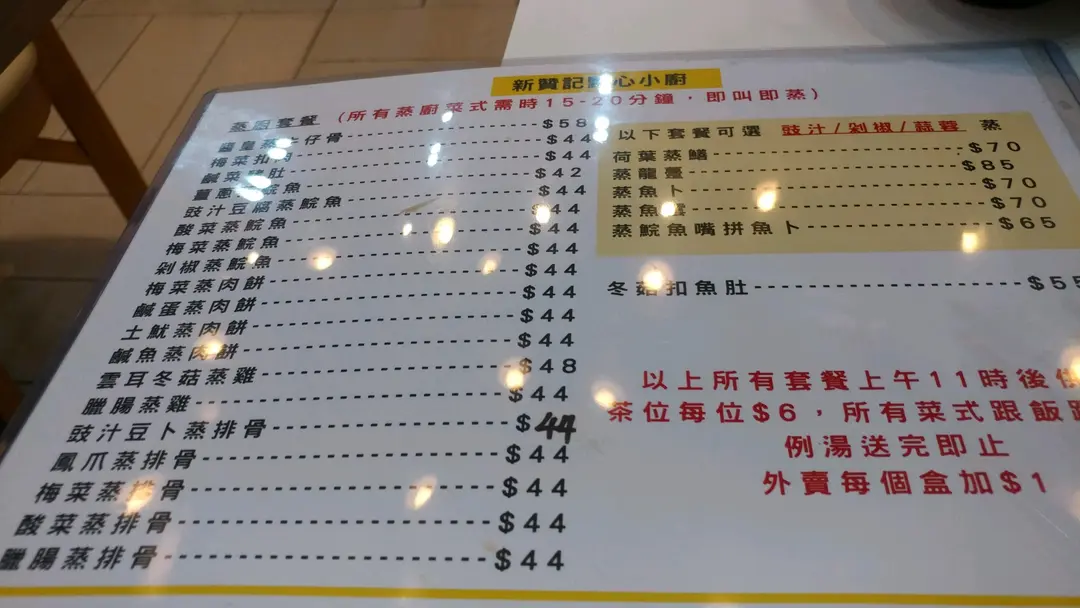 新贊記點心小廚
蒸廚套餐 (所有蒸廚菜式需時15-20分鐘，即叫即蒸)
蒸牛仔骨 $58
梅菜扣肉 $44
鹹菜豬肚 $44
薑蔥蒸鯇魚 $42
豉汁豆腐蒸鯇魚 $44
酸菜蒸鯇魚 $44
梅菜蒸鯇魚 $44
剁椒蒸鯇魚 $44
梅菜蒸肉餅 $44
鹹蛋蒸肉餅 $44
土魷蒸肉餅 $44
鹹魚蒸肉餅 $44
雲耳冬菇蒸雞 $48
臘腸蒸雞 $44
豉汁豆卜蒸排骨 $44
鳳爪蒸排骨 $44
梅菜蒸排骨 $44
酸菜蒸排骨 $44
臘腸蒸排骨 $44
以下套餐可選 豉汁/剁椒/蒜蓉 蒸
荷葉蒸鱔 $70
蒸龍躉 $85
蒸魚卜 $70
蒸魚雲 $70
蒸鯇魚嘴拼魚卜 $65
冬菇扣魚肚 $55
以上所有套餐上午11時後供
茶位每位$6，所有菜式跟飯
例湯送完即止
外賣每個盒加$1